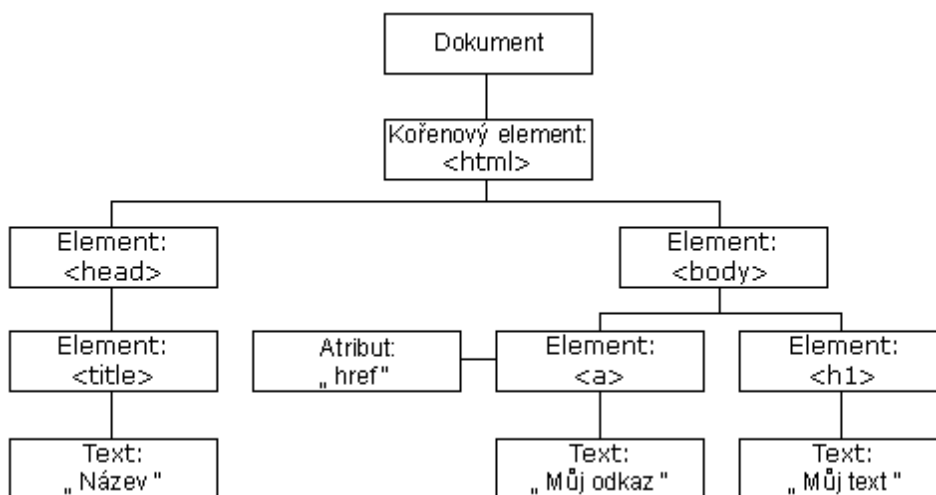 Dokument
Kořenový element:
<html>
Element:
<head>
Element:
<body>
Element:
<title>
Atribut:
„ href"
Element:
<a>
Element:
<h1>
Text:
„ Název "
Text:
„ Můj odkaz "
Text:
„ Můj text "